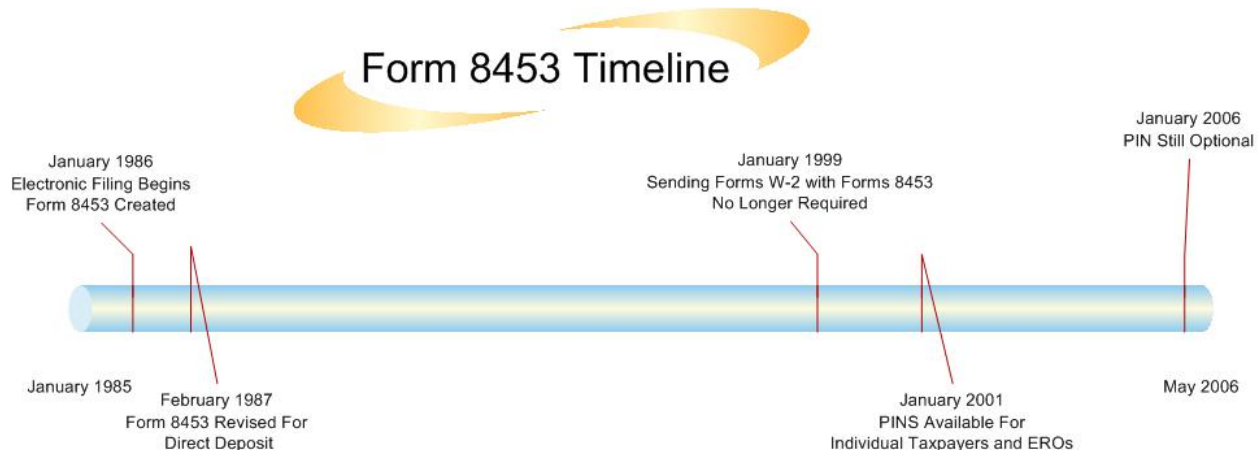 Form 8453 Timeline
January 2006
PIN Still Optional
January 1986
Electronic Filing Begins
Form 8453 Created
January 1999
Sending Forms W-2 with Forms 8453
No Longer Required
January 1985
May 2006
February 1987
Form 8453 Revised For
Direct Deposit
January 2001
PINS Available For
Individual Taxpayers and EROs